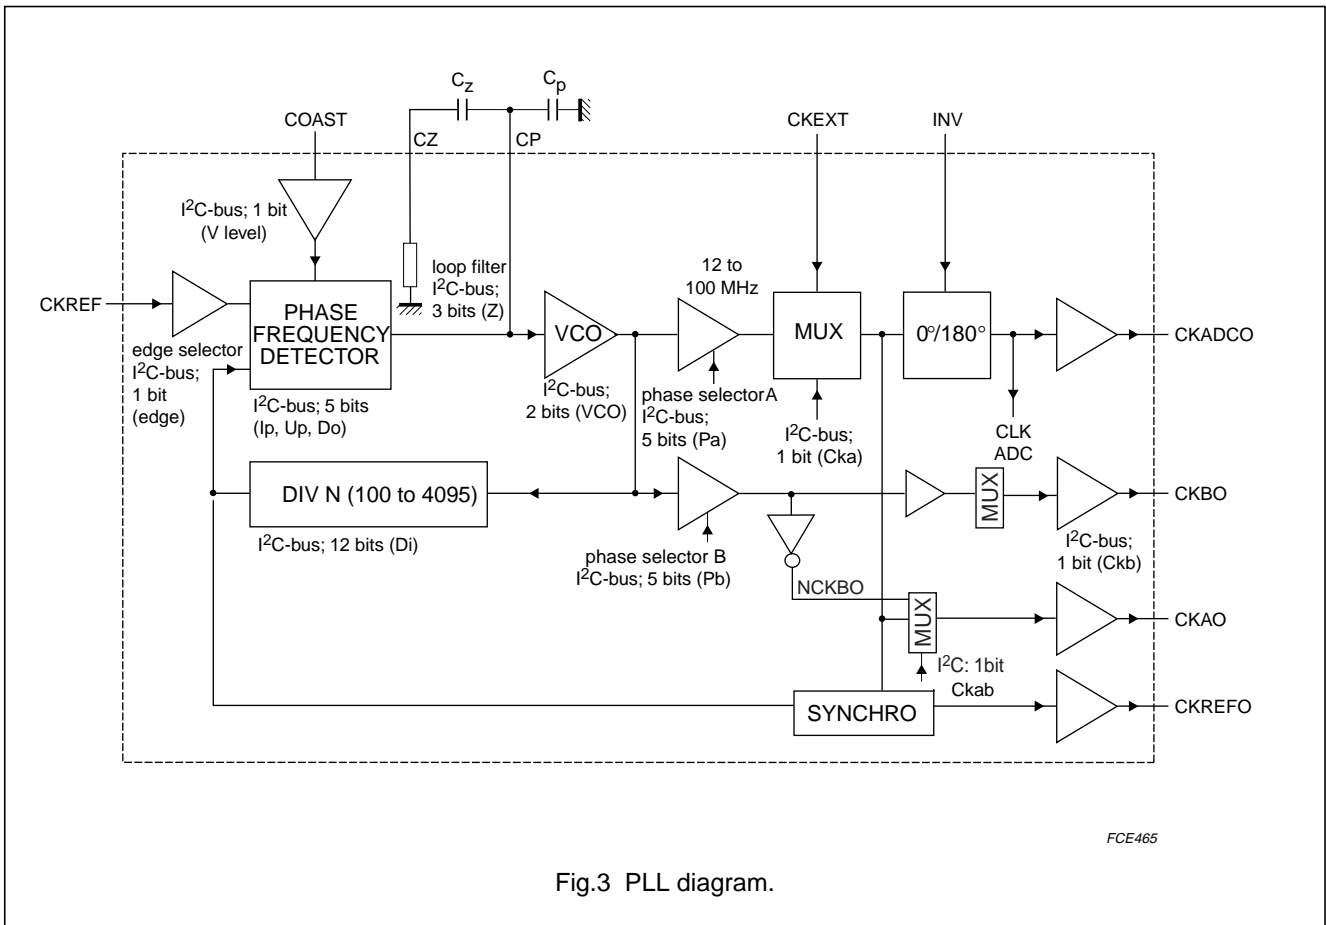 Cz
Cp
COAST
CZ
CP
CKEXT
INV
I2C-bus; 1 bit
(V level)
CKREF
edge selector
I2C-bus;
1 bit
(edge)
PHASE
FREQUENCY
DETECTOR
I2C-bus; 5 bits
(Ip, Up, Do)
loop filter
I2C-bus;
3 bits (Z)
VCO
I2C-bus;
2 bits (VCO)
12 to
100 MHz
phase selector A
I2C-bus;
5 bits (Pa)
MUX
I2C-bus;
1 bit (Cka)
0°/180°
CLK
ADC
CKADCO
DIV N (100 to 4095)
I2C-bus; 12 bits (Di)
phase selector B
I2C-bus; 5 bits (Pb)
MUX
I2C-bus;
1 bit (Ckb)
CKBO
NCKBO
MUX
I2C: 1bit
Ckab
CKAO
SYNCHRO
CKREFO
FCE465
Fig.3 PLL diagram.